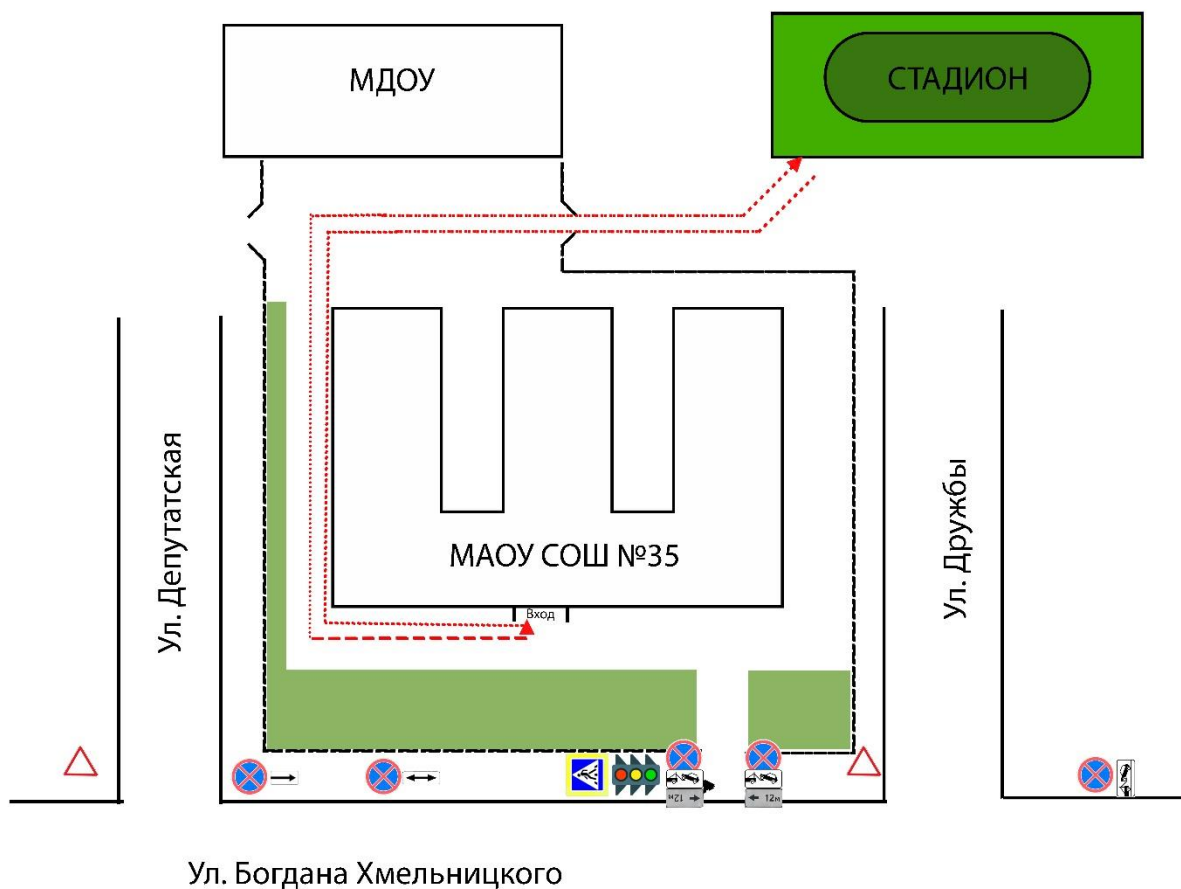 МДОУ
СТАДИОН
Ул. Депутатская
МАОУ СОШ №35
Вход
Ул. Дружбы
12м
12м
Ул. Богдана Хмельницкого